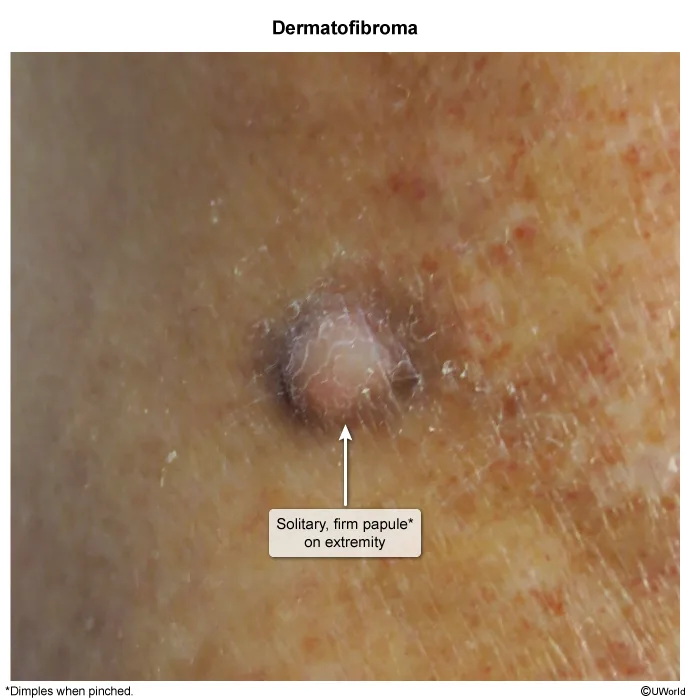 Dermatofibroma
Solitary, firm papule*
on extremity
*Dimples when pinched.
©UWorld